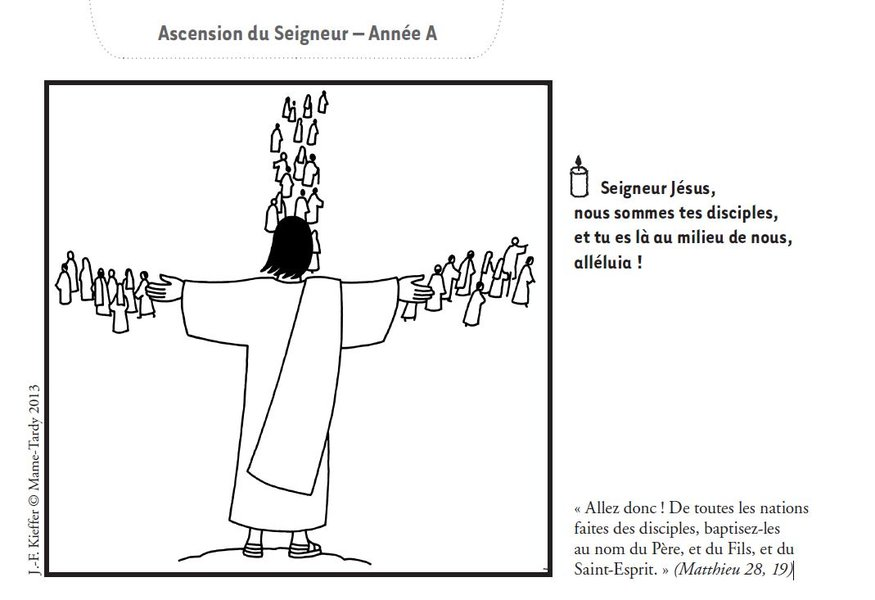 Ascension du Seigneur – Année A
Seigneur Jésus,
nous sommes tes disciples,
et tu es là au milieu de nous,
alléluia !
« Allez donc ! De toutes les nations
faites des disciples, baptisez-les
au nom du Père, et du Fils, et du
Saint-Esprit. » (Matthieu 28, 19)
J.-F. Kieffer © Mame-Tardy 2013